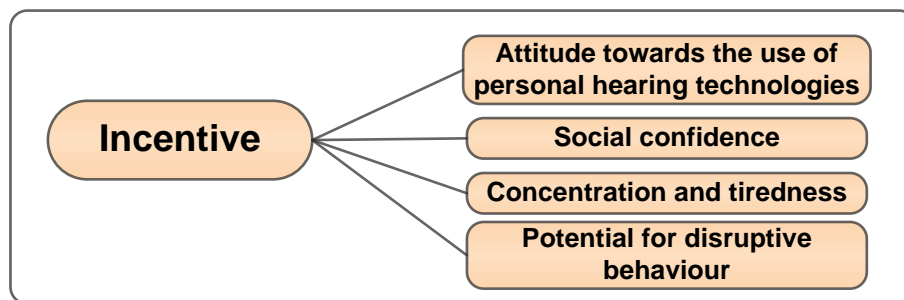 Incentive
Attitude towards the use of
personal hearing technologies
Social confidence
Concentration and tiredness
Potential for disruptive
behaviour